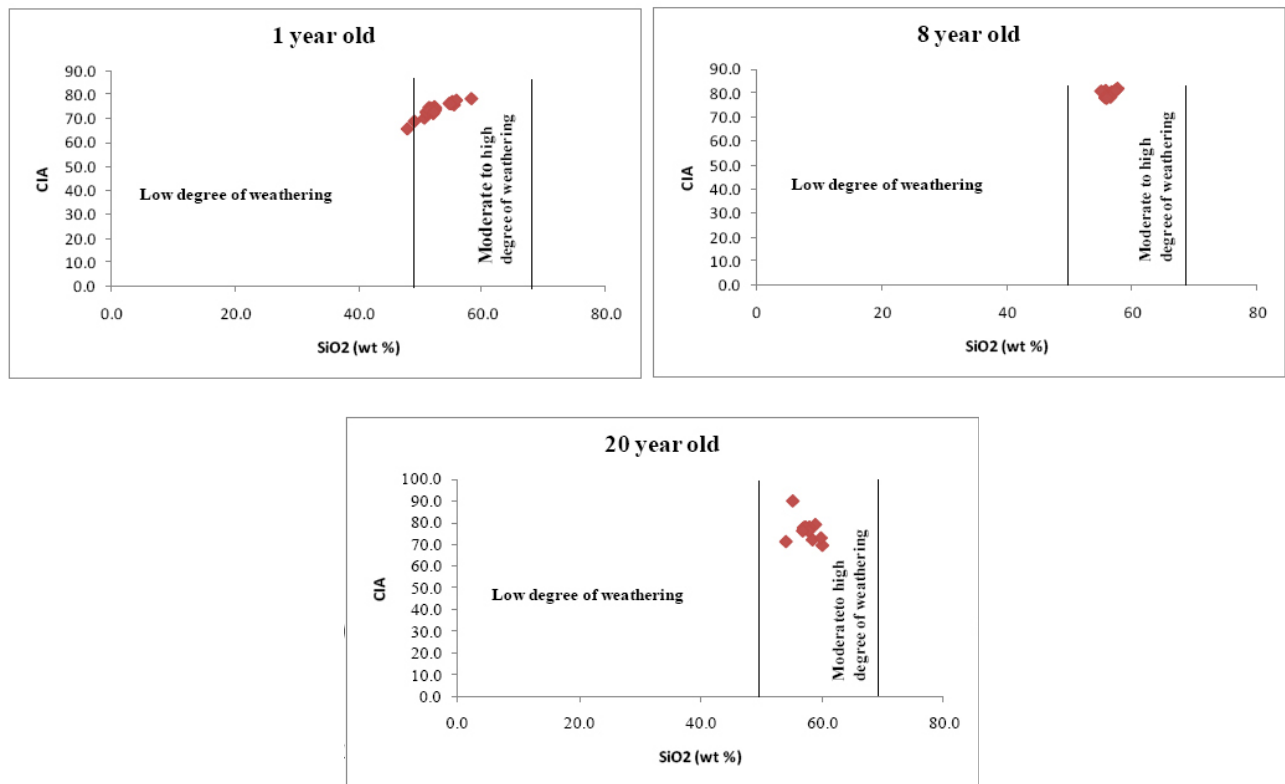 1 year old
90.0
80.0
70.0
60.0
50.0
40.0
30.0
20.0
10.0
0.0
CIA
Low degree of weathering
Moderate to high
degree of weathering
0.0 20.0 40.0 60.0 80.0
SiO2 (wt %)
8 year old
90.0
80.0
70.0
60.0
50.0
40.0
30.0
20.0
10.0
0.0
CIA
Low degree of weathering
Moderate to high
degree of weathering
0 20 40 60 80
SiO2 (wt %)
20 year old
100.0
90.0
80.0
70.0
60.0
50.0
40.0
30.0
20.0
10.0
0.0
CIA
Low degree of weathering
Moderateto high
degree of weathering
0.0 20.0 40.0 60.0 80.0
SiO2 (wt %)